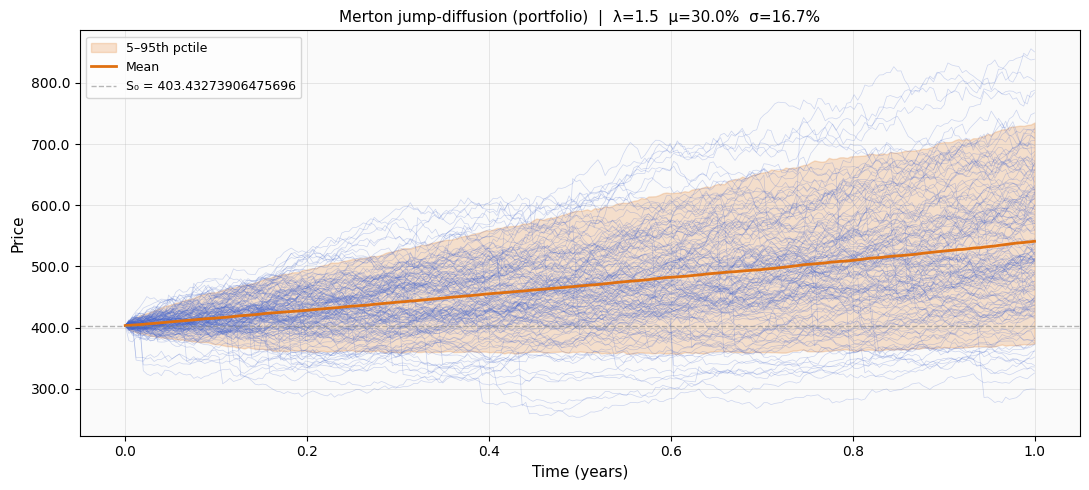 Merton jump-diffusion (portfolio)  |  λ=1.5  μ=30.0%  σ=16.7%
5–95th pctile
Mean
S₀ = 403.43273906475696
800.0
700.0
600.0
500.0
400.0
300.0
Price
0.0
0.2
0.4
0.6
0.8
1.0
Time (years)